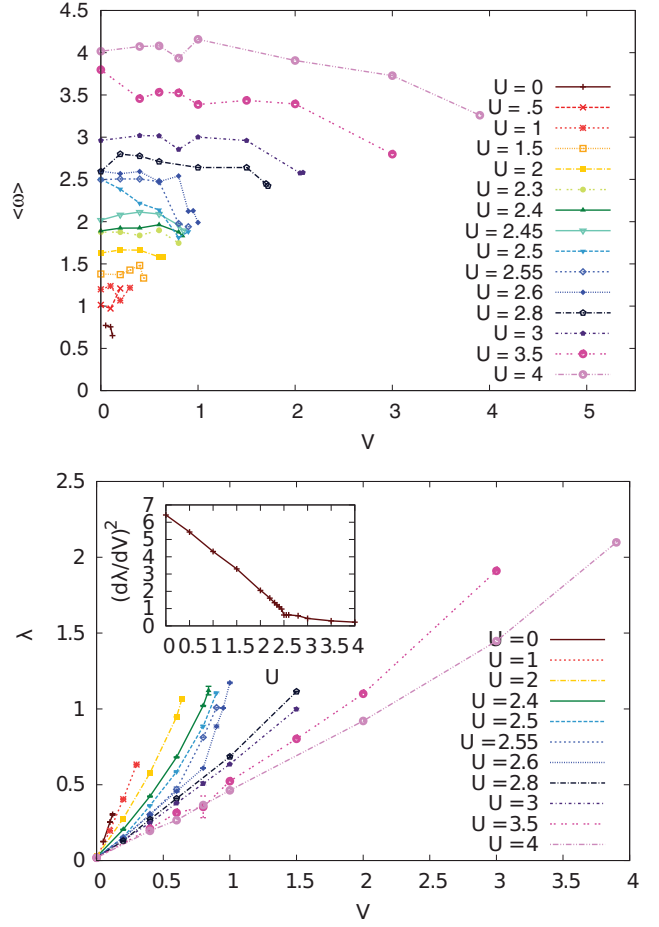 4.5
4
3.5
3
2.5
2
1.5
1
0.5
0
<ω>
U = 0
U = .5
U = 1
U = 1.5
U = 2
U = 2.3
U = 2.4
U = 2.45
U = 2.5
U = 2.55
U = 2.6
U = 2.8
U = 3
U = 3.5
U = 4
0 1 2 3 4 5
V
2.5
2
1.5
1
0.5
0
λ
7
6
5
4
3
2
1
0
(dλ/dV)²
0 0.5 1 1.5 2 2.5 3 3.5 4
U
U = 0
U = 1
U = 2
U = 2.4
U = 2.5
U = 2.55
U = 2.6
U = 2.8
U = 3
U = 3.5
U = 4
0 0.5 1 1.5 2 2.5 3 3.5 4
V